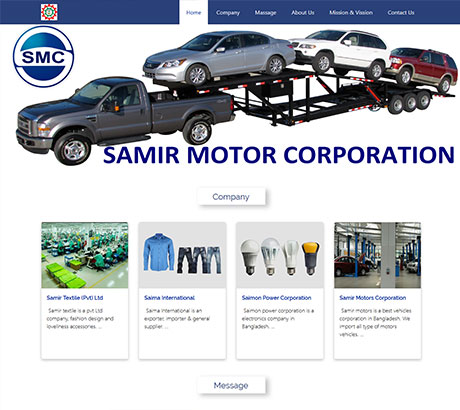 Home Company Massage About Us Mission & Vission Contact Us
SMC
SAMIR MOTOR CORPORATION
Company
Samir Textile (Pvt) Ltd
Samir textile is a pvt Ltd
company, fashion design and
loveliness accessories. ...
Saima International
Saima International is an
exporter, importer & general
supplier ....
Saimon Power Corporation
Saimon power corporation is a
electronics company in
Bangladesh. ...
Samir Motors Corporation
Samir motors is a best vehicles
corporation in Bangladesh. We
import all type of motors
vehicles. ...
Message